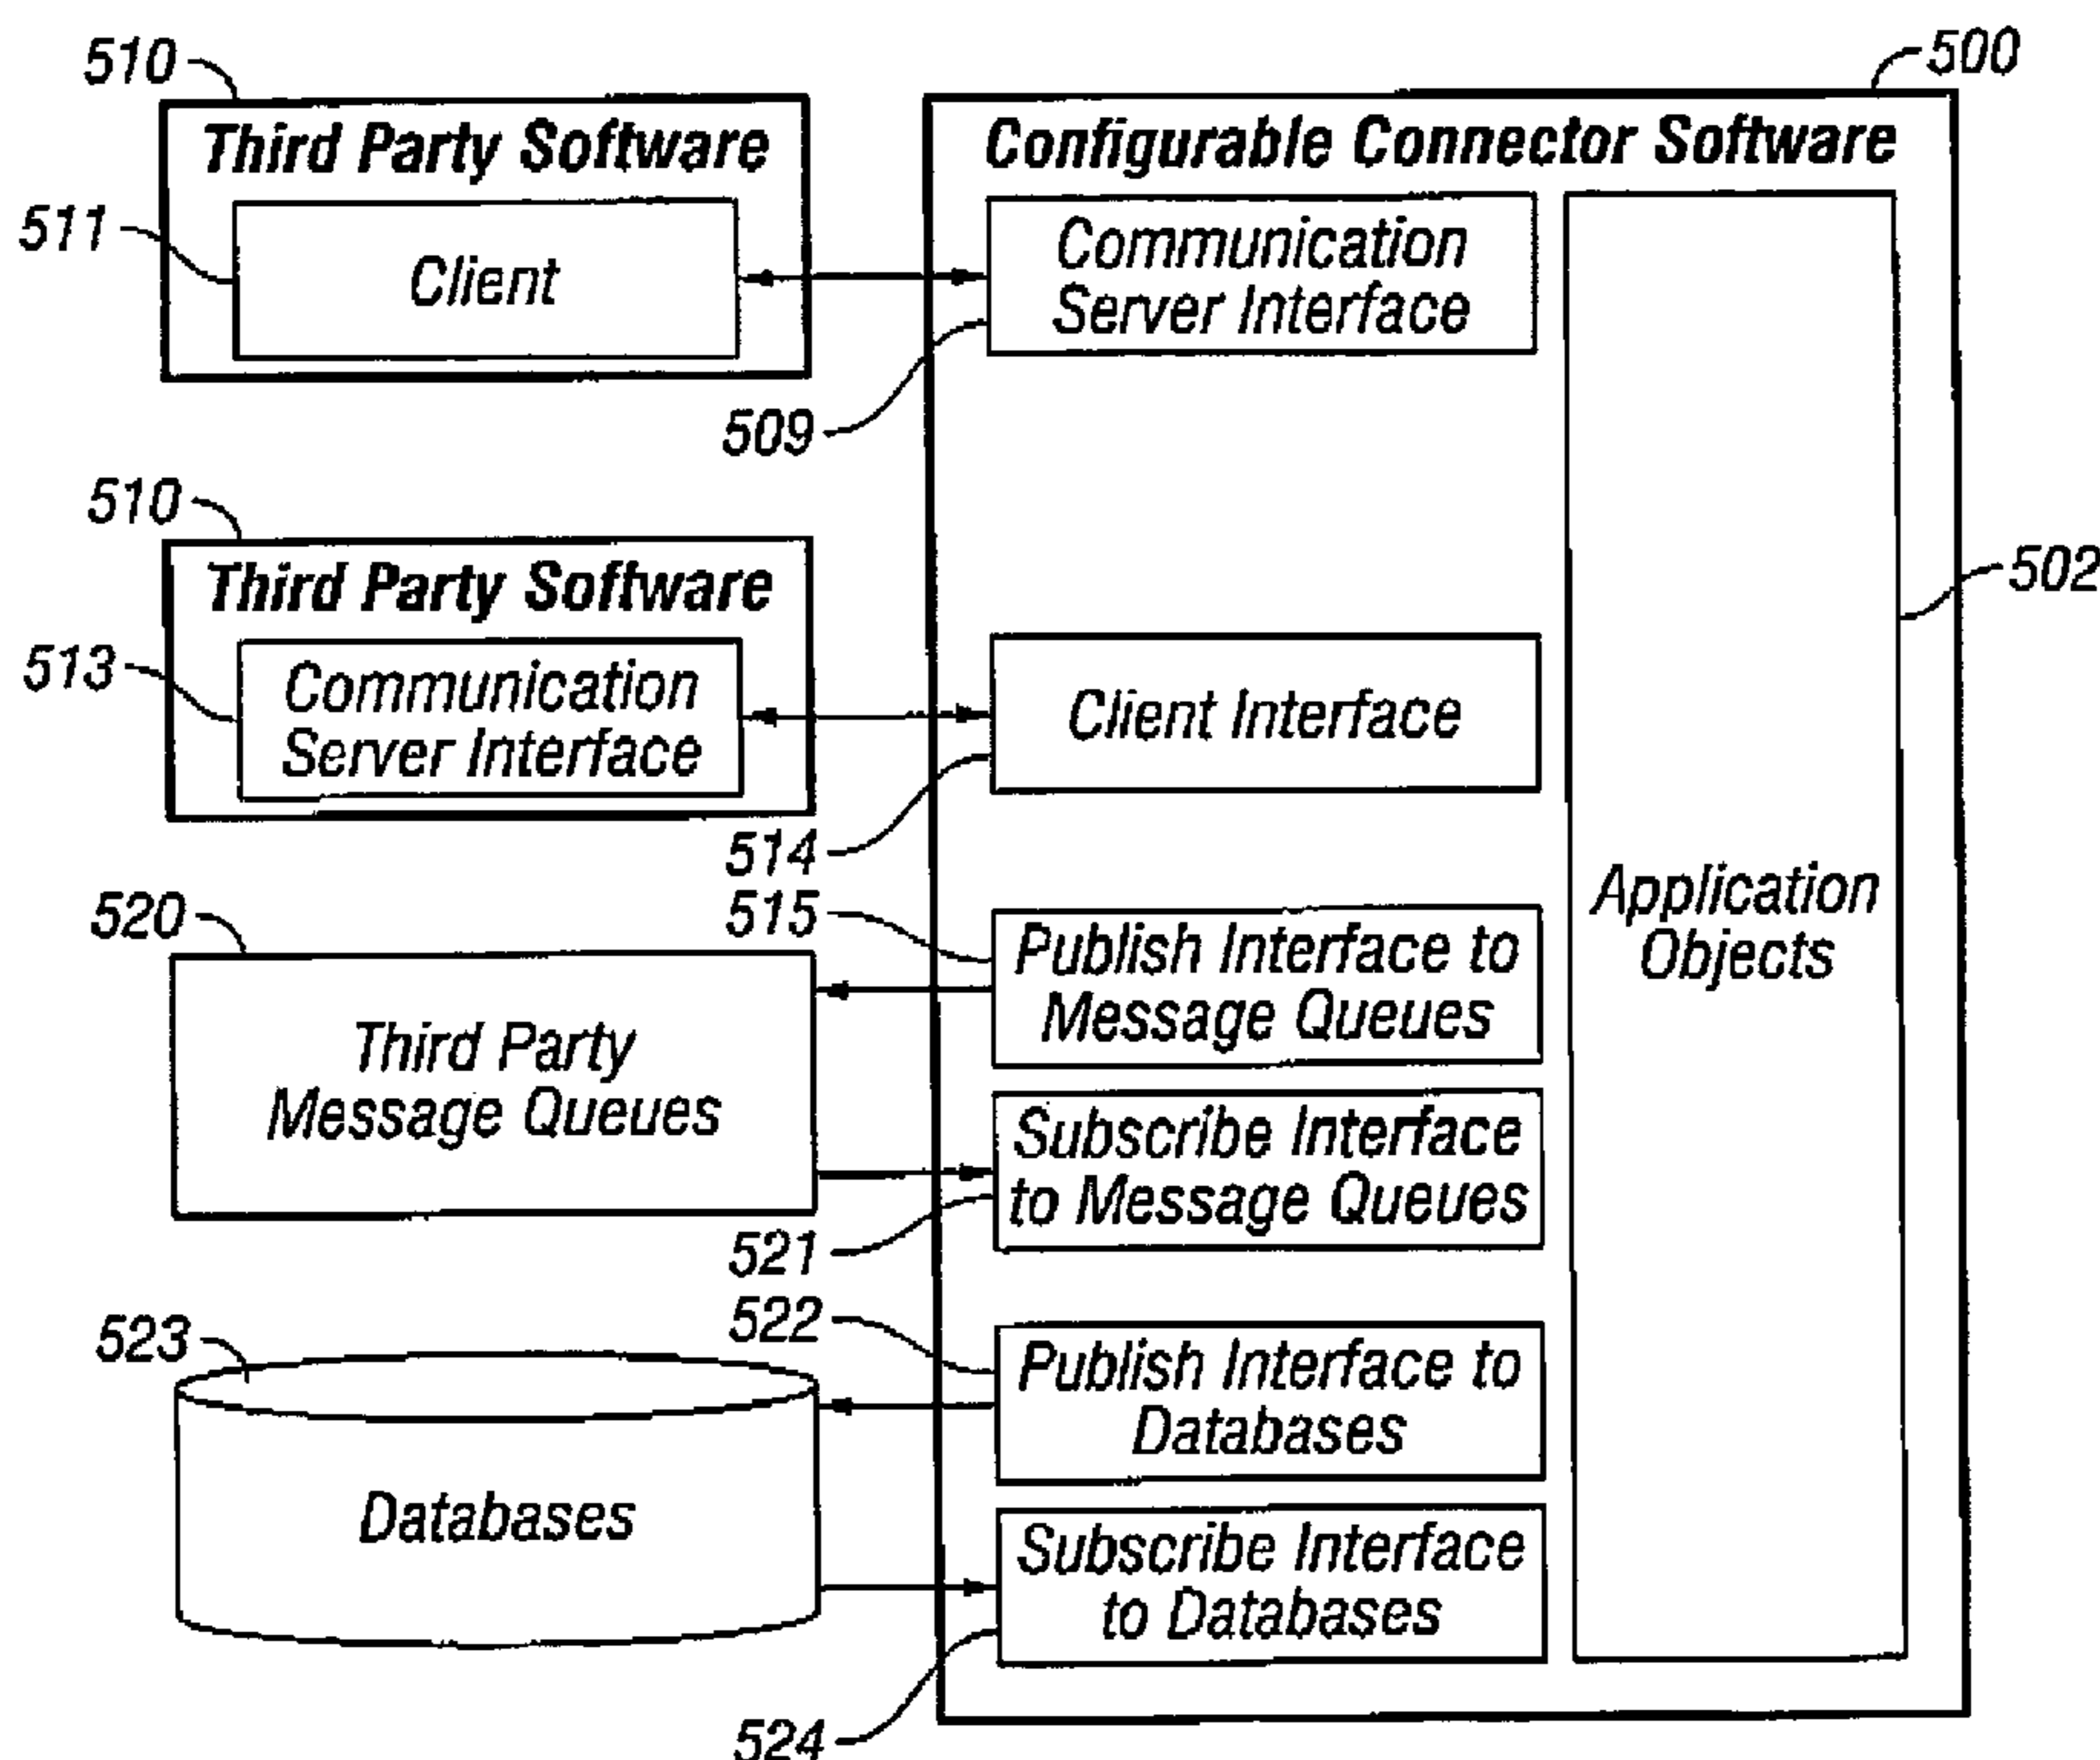 510
500
Third Party Software
Configurable Connector Software
511
Client
Communication
Server Interface
509
510
Third Party Software
502
513
Communication
Server Interface
Client Interface
514
515
520
Publish Interface to
Message Queues
Application
Objects
Third Party
Message Queues
Subscribe Interface
to Message Queues
521
522
523
Publish Interface to
Databases
Databases
Subscribe Interface
to Databases
524